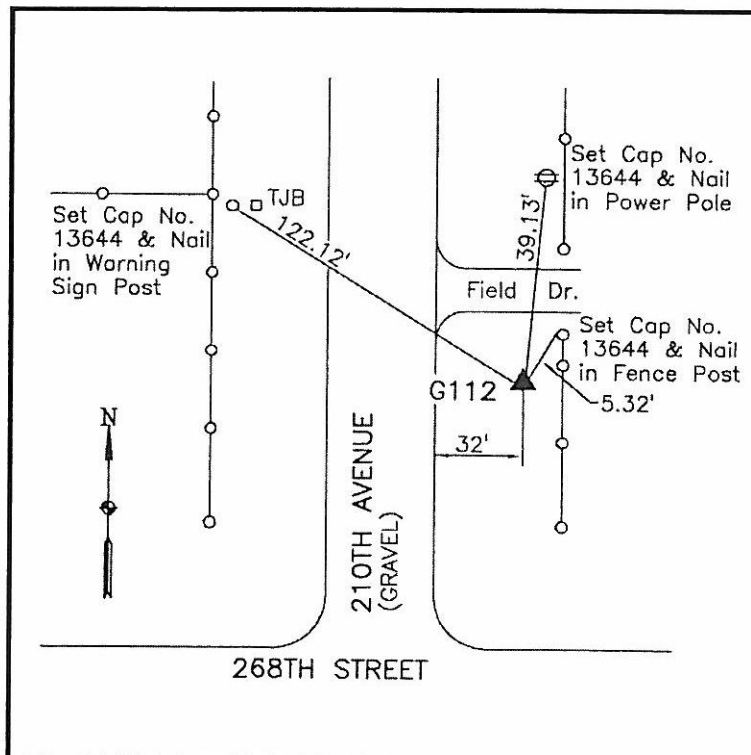 Set Cap No.
13644 & Nail
in Power Pole
TJB
Set Cap No.
13644 & Nail
in Warning
Sign Post
122.12'
39.13'
Field Dr.
Set Cap No.
13644 & Nail
in Fence Post
G112
5.32'
32'
N
210TH AVENUE
(GRAVEL)
268TH STREET